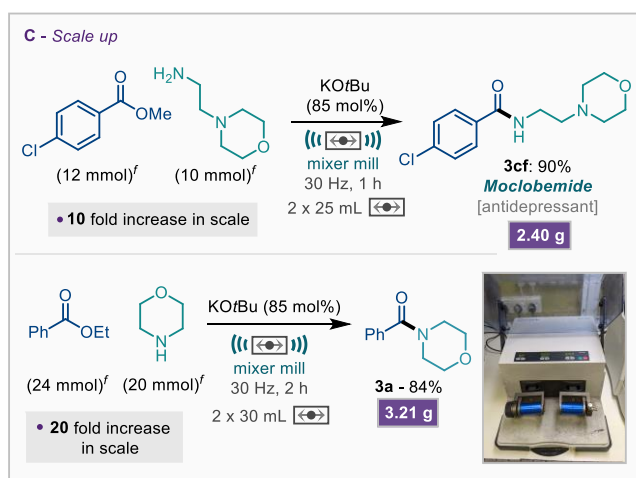 C - Scale up
O
OMe
Cl
(12 mmol)f
H2N
N
O
(10 mmol)f
KOtBu
(85 mol%)
mixer mill
30 Hz, 1 h
2 x 25 mL
O
N
H
N
O
Cl
3cf: 90%
Moclobemide
[antidepressant]
2.40 g
• 10 fold increase in scale
O
Ph
OEt
(24 mmol)f
O
N
H
(20 mmol)f
KOtBu (85 mol%)
mixer mill
30 Hz, 2 h
2 x 30 mL
O
Ph
N
O
3a - 84%
3.21 g
• 20 fold increase
in scale